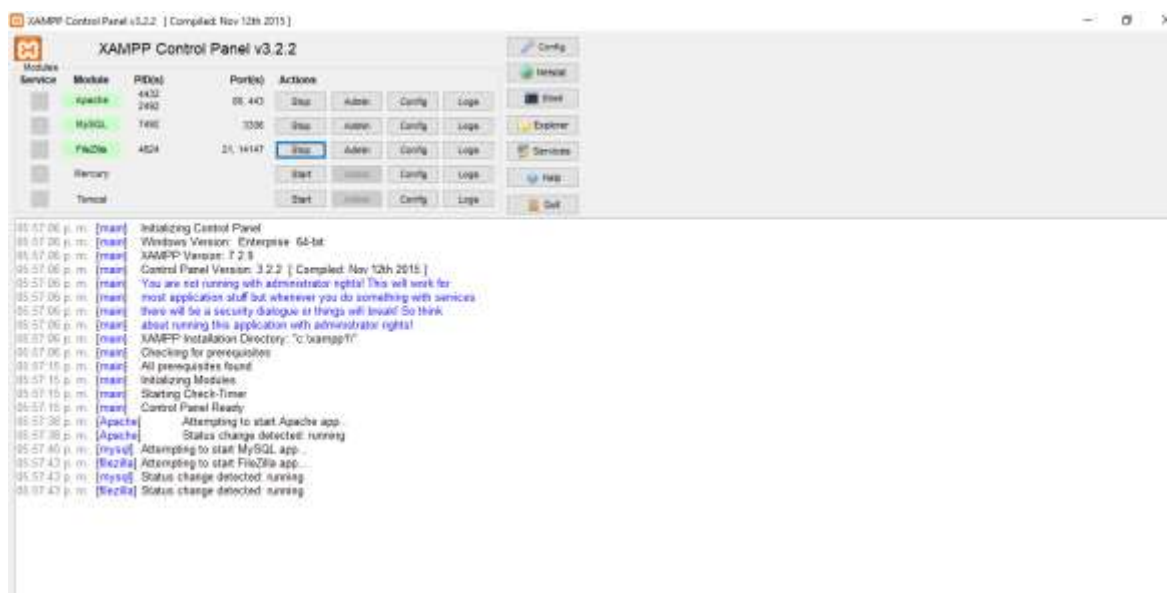 XAMPP Control Panel v3.2.2 [ Compiled: Nov 12th 2015 ]
XAMPP Control Panel v3.2.2
Config
Modules
Service Module PID(s) Port(s) Actions
Netstat
Apache 4432 2492 80, 443 Stop Admin Config Logs
Shell
MySQL 3306 Stop Admin Config Logs
Explorer
FileZilla 4824 21, 14147 Stop Admin Config Logs
Services
Mercury Start Admin Config Logs
Help
Tomcat Start Admin Config Logs
Quit
05:57:06 p. m. [main] Initializing Control Panel
05:57:06 p. m. [main] Windows Version: Enterprise 64-bit
05:57:06 p. m. [main] XAMPP Version: 7.2.9
05:57:06 p. m. [main] Control Panel Version: 3.2.2 [ Compiled: Nov 12th 2015 ]
05:57:06 p. m. [main] You are not running with administrator rights! This will work for
05:57:06 p. m. [main] most application stuff but whenever you do something with services
05:57:06 p. m. [main] there will be a security dialogue or things will break! So think
05:57:06 p. m. [main] about running this application with administrator rights!
05:57:06 p. m. [main] XAMPP Installation Directory: "c:\xampp1\"
05:57:06 p. m. [main] Checking for prerequisites
05:57:15 p. m. [main] All prerequisites found
05:57:15 p. m. [main] Initializing Modules
05:57:15 p. m. [main] Starting Check-Timer
05:57:15 p. m. [main] Control Panel Ready
05:57:38 p. m. [Apache] Attempting to start Apache app...
05:57:38 p. m. [Apache] Status change detected: running
05:57:40 p. m. [mysql] Attempting to start MySQL app...
05:57:43 p. m. [filezilla] Attempting to start FileZilla app...
05:57:43 p. m. [mysql] Status change detected: running
05:57:43 p. m. [filezilla] Status change detected: running